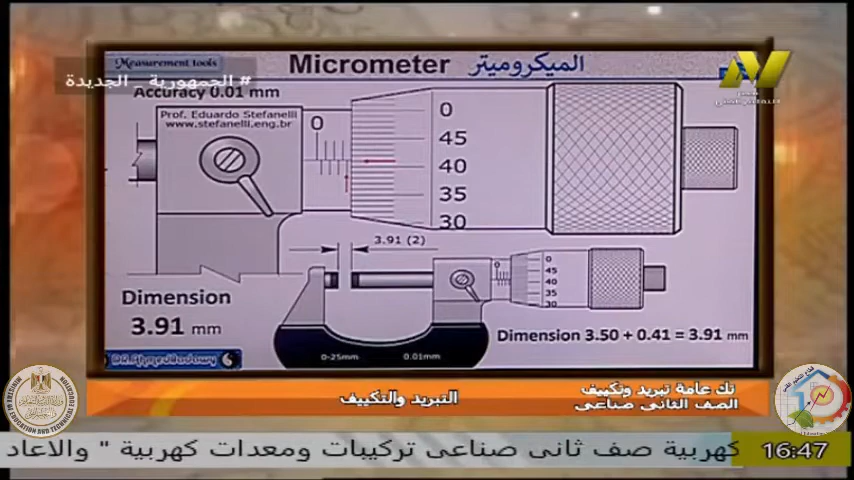 Measurement tools
Micrometer الميكروميتر
# الجمهورية_الجديدة
Accuracy 0.01 mm
مصر
Prof. Eduardo Stefanelli
www.stefanelli.eng.br
0
0
45
40
35
30
3.91 (2)
0
0
45
40
35
30
Dimension
3.91 mm
Dimension 3.50 + 0.41 = 3.91 mm
0-25mm
0.01mm
تك عامة تبريد وتكييف
الصف الثانى صناعى
التبريد والتكييف
كهربية صف ثانى صناعى تركيبات ومعدات كهربية " والاعاد
16:47